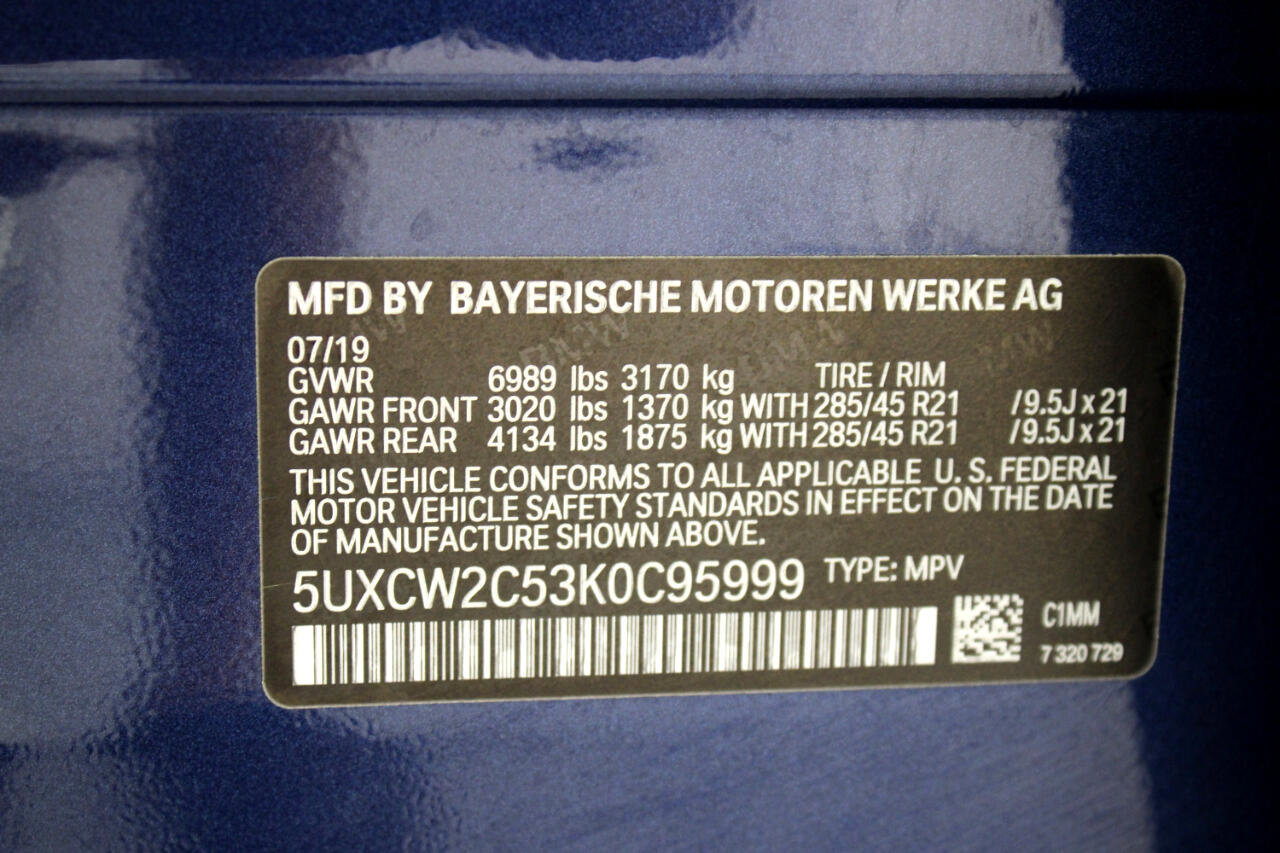 MFD BY BAYERISCHE MOTOREN WERKE AG
07/19
GVWR 6989 lbs 3170 kg TIRE / RIM
GAWR FRONT 3020 lbs 1370 kg WITH 285/45 R21 /9.5J x 21
GAWR REAR 4134 lbs 1875 kg WITH 285/45 R21 /9.5J x 21
THIS VEHICLE CONFORMS TO ALL APPLICABLE U. S. FEDERAL
MOTOR VEHICLE SAFETY STANDARDS IN EFFECT ON THE DATE
OF MANUFACTURE SHOWN ABOVE.
5UXCW2C53K0C95999 TYPE: MPV
C1MM
7 320 729